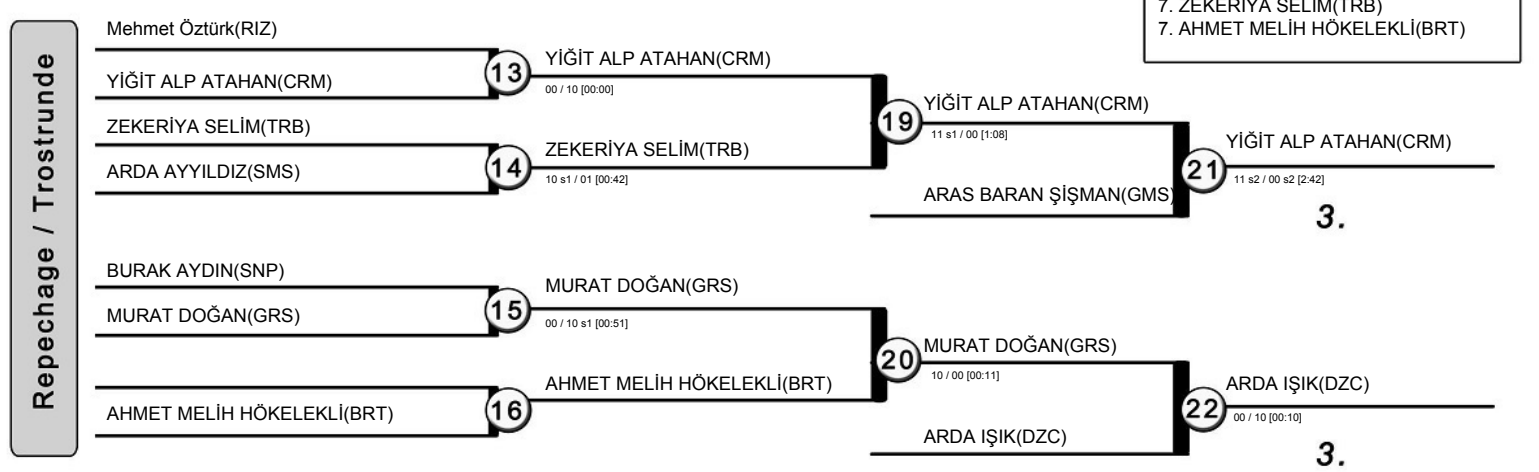 7. ZEKERİYA SELİM(TRB)
7. AHMET MELİH HÖKELEKLİ(BRT)
Repechage / Trostrunde
Mehmet Öztürk(RIZ)
YİĞİT ALP ATAHAN(CRM)
13
YİĞİT ALP ATAHAN(CRM)
00 / 10 [00:00]
ZEKERİYA SELİM(TRB)
ARDA AYYILDIZ(SMS)
14
ZEKERİYA SELİM(TRB)
10 s1 / 01 [00:42]
19
YİĞİT ALP ATAHAN(CRM)
11 s1 / 00 [1:08]
ARAS BARAN ŞİŞMAN(GMS)
21
YİĞİT ALP ATAHAN(CRM)
11 s2 / 00 s2 [2:42]
3.
BURAK AYDIN(SNP)
MURAT DOĞAN(GRS)
15
MURAT DOĞAN(GRS)
00 / 10 s1 [00:51]
AHMET MELİH HÖKELEKLİ(BRT)
16
AHMET MELİH HÖKELEKLİ(BRT)
20
MURAT DOĞAN(GRS)
10 / 00 [00:11]
ARDA IŞIK(DZC)
22
ARDA IŞIK(DZC)
00 / 10 [00:10]
3.